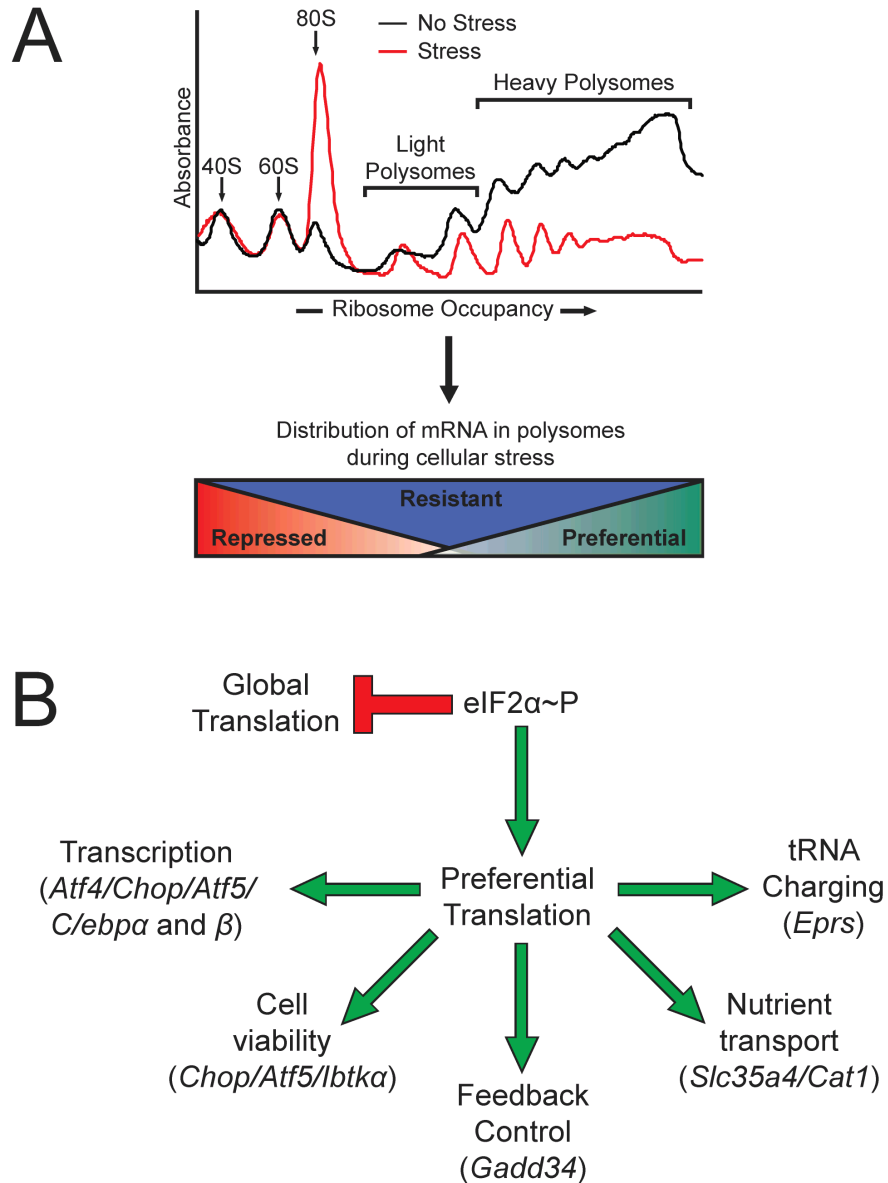 A
80S
No Stress
Stress
Heavy Polysomes
Light
Polysomes
40S
60S
Absorbance
Ribosome Occupancy
Distribution of mRNA in polysomes
during cellular stress
Resistant
Repressed
Preferential
B
Global
Translation
eIF2α~P
Transcription
(Atf4/Chop/Atf5/
C/ebpα and β)
Preferential
Translation
tRNA
Charging
(Eprs)
Cell
viability
(Chop/Atf5/Ibtkα)
Nutrient
transport
(Slc35a4/Cat1)
Feedback
Control
(Gadd34)